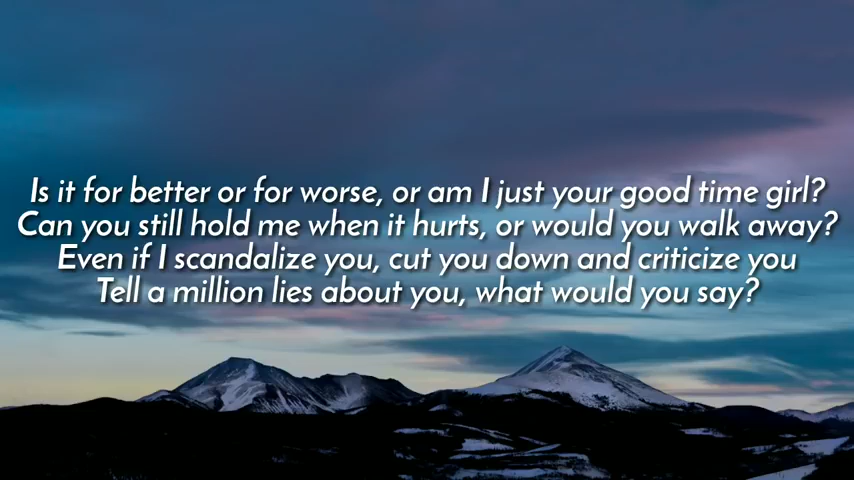 Is it for better or for worse, or am I just your good time girl?
Can you still hold me when it hurts, or would you walk away?
Even if I scandalize you, cut you down and criticize you
Tell a million lies about you, what would you say?